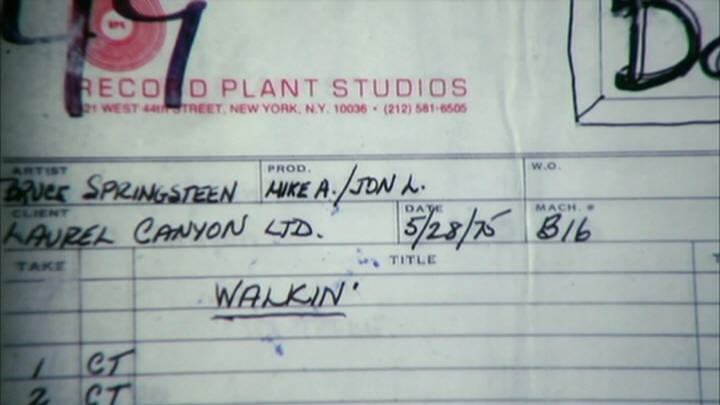 RECORD PLANT STUDIOS
21 WEST 44th STREET, NEW YORK, N.Y. 10036 • (212) 581-6505
ARTIST PROD. W.O.
BRUCE SPRINGSTEEN MIKE A./JON L.
CLIENT DATE MACH. #
LAUREL CANYON LTD. 5/28/75 B16
TAKE TITLE
WALKIN'
1 CT
2 CT